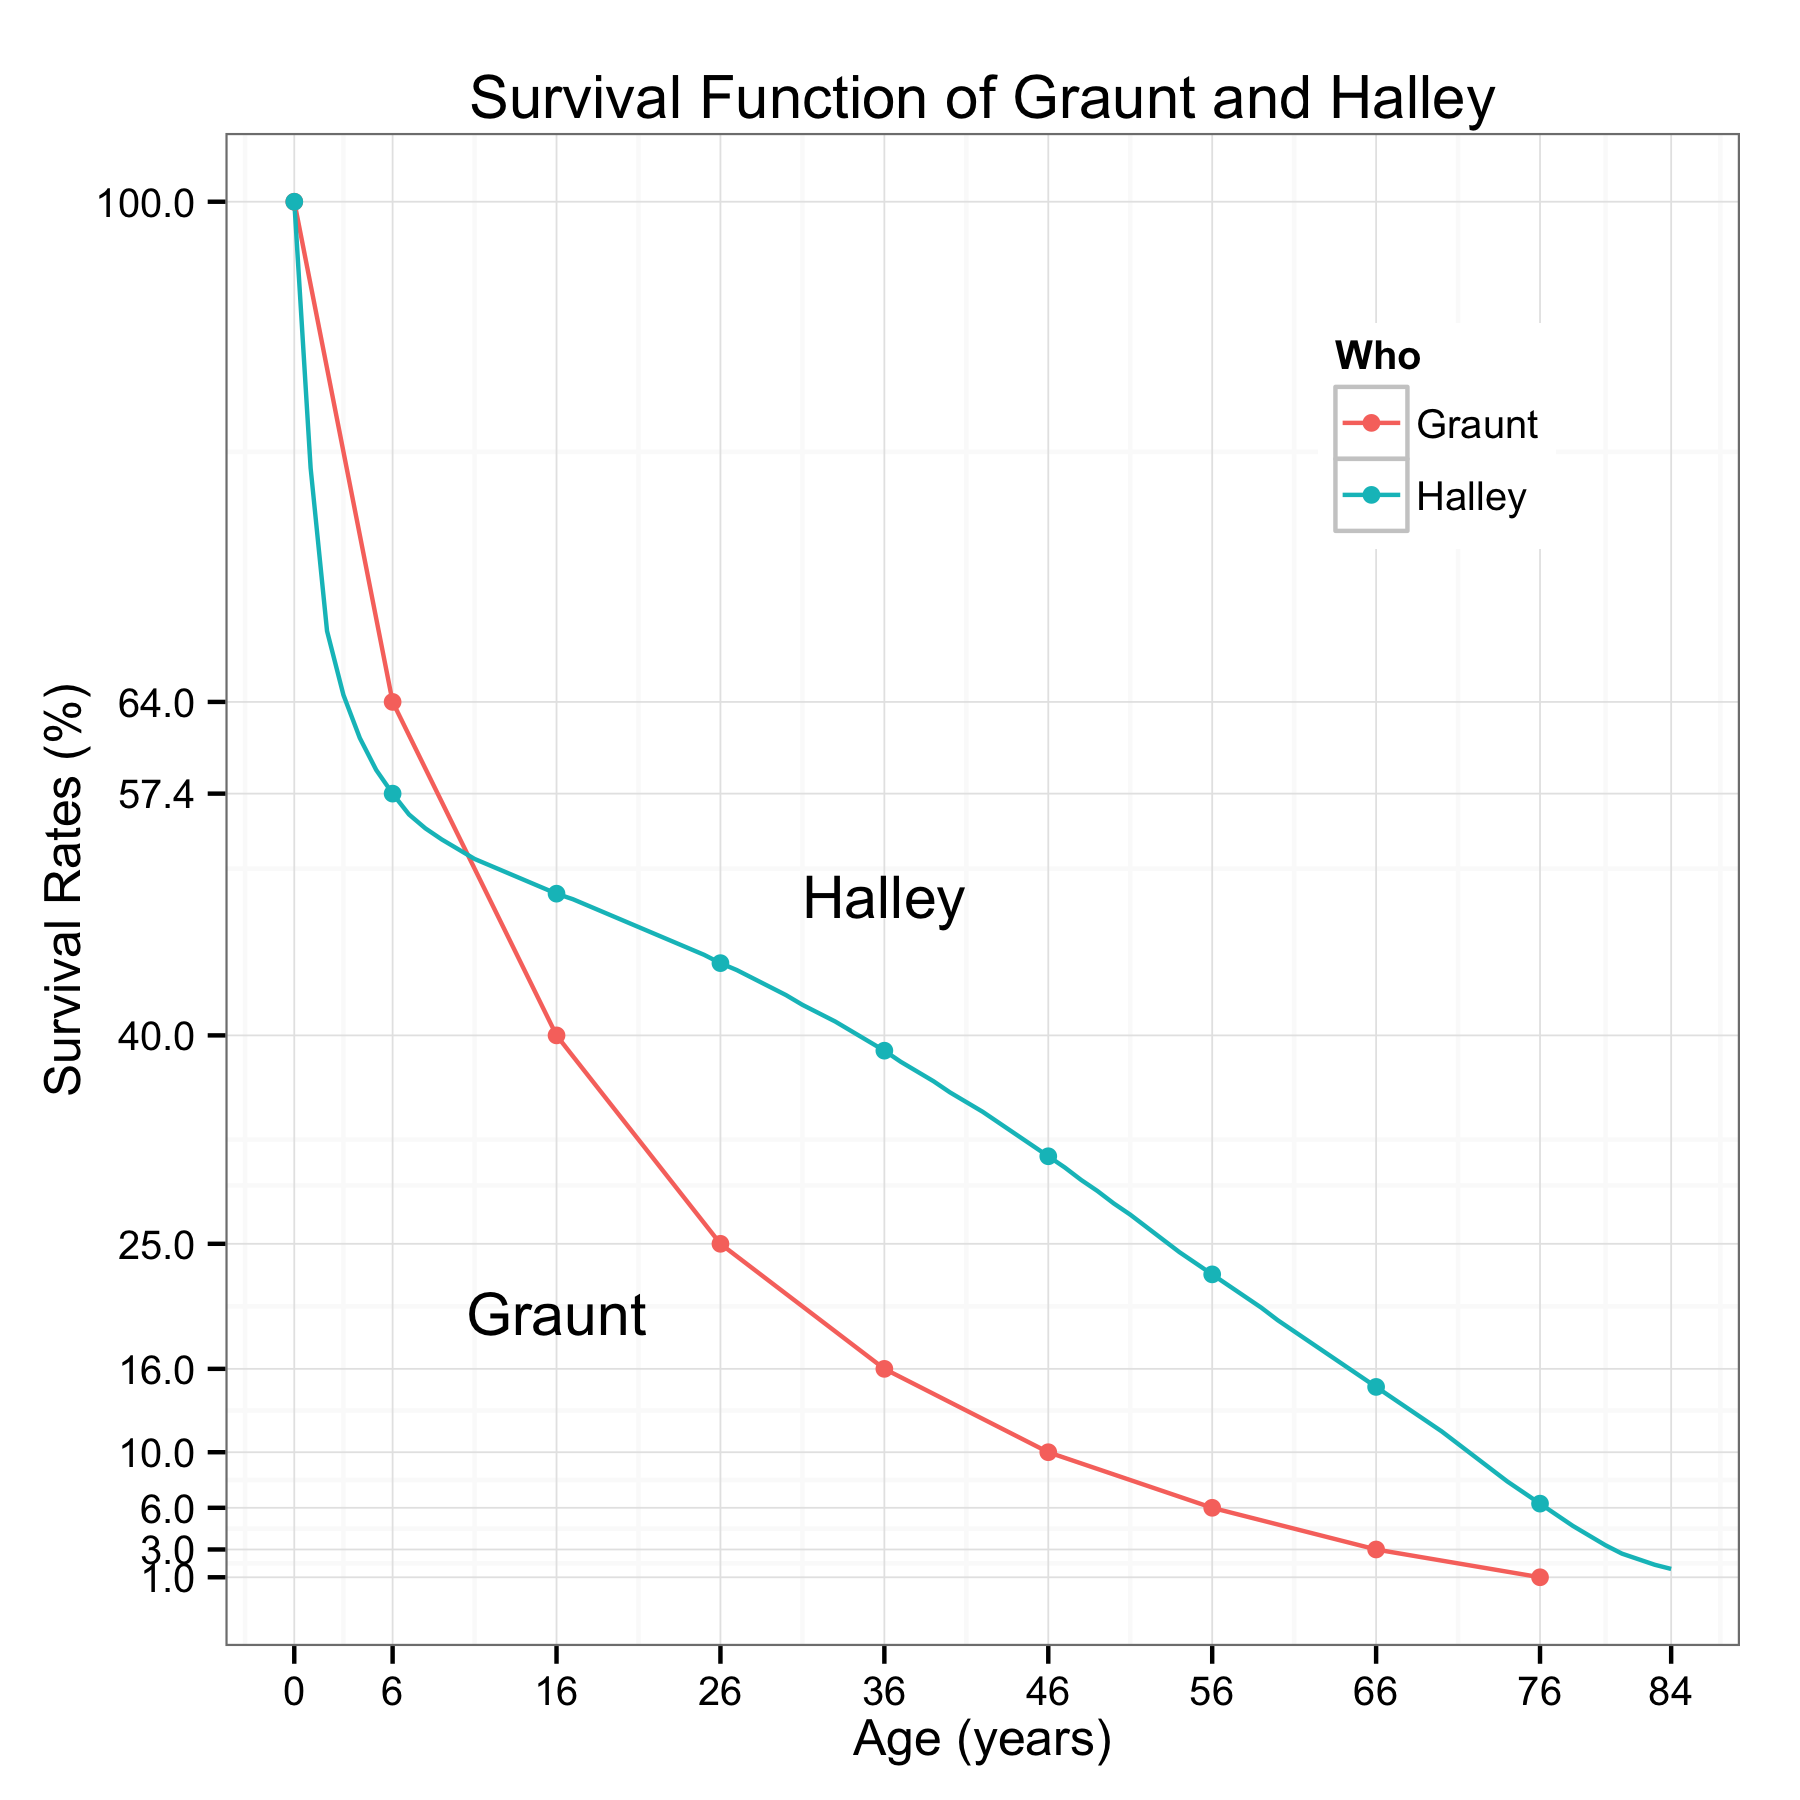 Survival Function of Graunt and Halley
100.0
64.0
57.4
40.0
25.0
16.0
10.0
6.0
3.0
1.0
Survival Rates (%)
Who
Graunt
Halley
Halley
Graunt
0 6 16 26 36 46 56 66 76 84
Age (years)